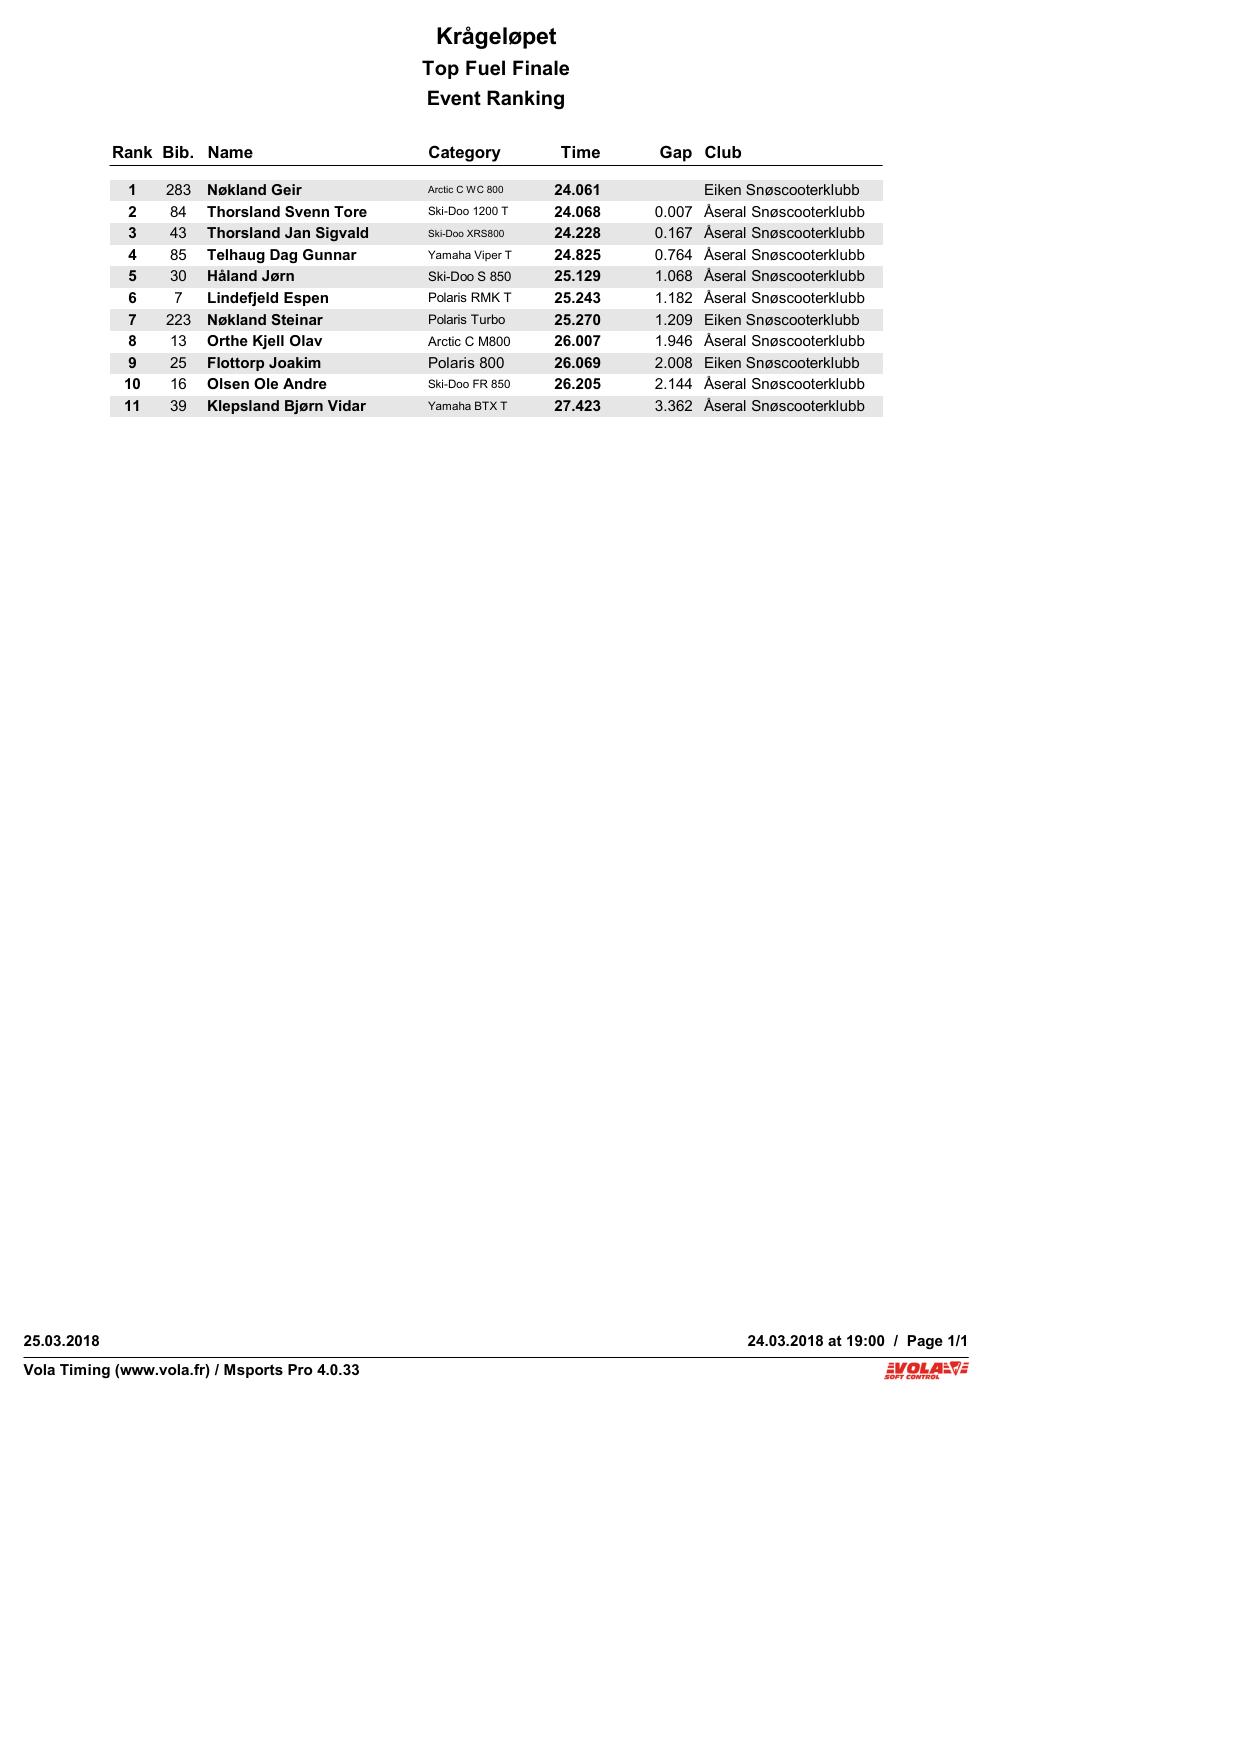 Krågeløpet
Top Fuel Finale
Event Ranking
Rank Bib. Name Category Time Gap Club
1 283 Nøkland Geir Arctic C WC 800 24.061 Eiken Snøscooterklubb
2 84 Thorsland Svenn Tore Ski-Doo 1200 T 24.068 0.007 Åseral Snøscooterklubb
3 43 Thorsland Jan Sigvald Ski-Doo XRS800 24.228 0.167 Åseral Snøscooterklubb
4 85 Telhaug Dag Gunnar Yamaha Viper T 24.825 0.764 Åseral Snøscooterklubb
5 30 Håland Jørn Ski-Doo S 850 25.129 1.068 Åseral Snøscooterklubb
6 7 Lindefjeld Espen Polaris RMK T 25.243 1.182 Åseral Snøscooterklubb
7 223 Nøkland Steinar Polaris Turbo 25.270 1.209 Eiken Snøscooterklubb
8 13 Orthe Kjell Olav Arctic C M800 26.007 1.946 Åseral Snøscooterklubb
9 25 Flottorp Joakim Polaris 800 26.069 2.008 Eiken Snøscooterklubb
10 16 Olsen Ole Andre Ski-Doo FR 850 26.205 2.144 Åseral Snøscooterklubb
11 39 Klepsland Bjørn Vidar Yamaha BTX T 27.423 3.362 Åseral Snøscooterklubb
25.03.2018 24.03.2018 at 19:00 / Page 1/1
Vola Timing (www.vola.fr) / Msports Pro 4.0.33
VOLA
SOFT CONTROL